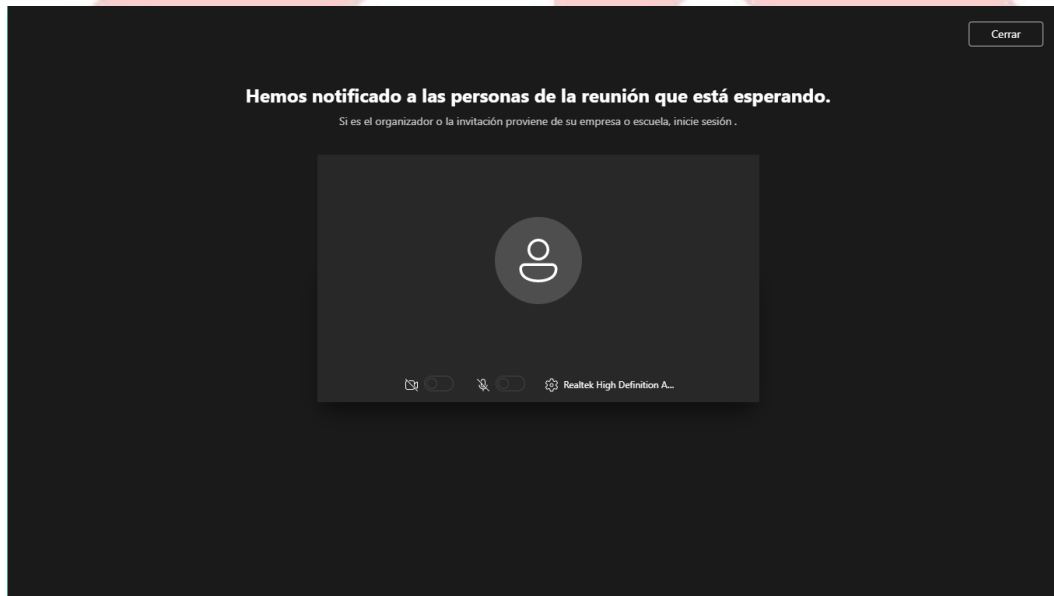 Cerrar
Hemos notificado a las personas de la reunión que está esperando.
Si es el organizador o la invitación proviene de su empresa o escuela, inicie sesión .
Realtek High Definition A...